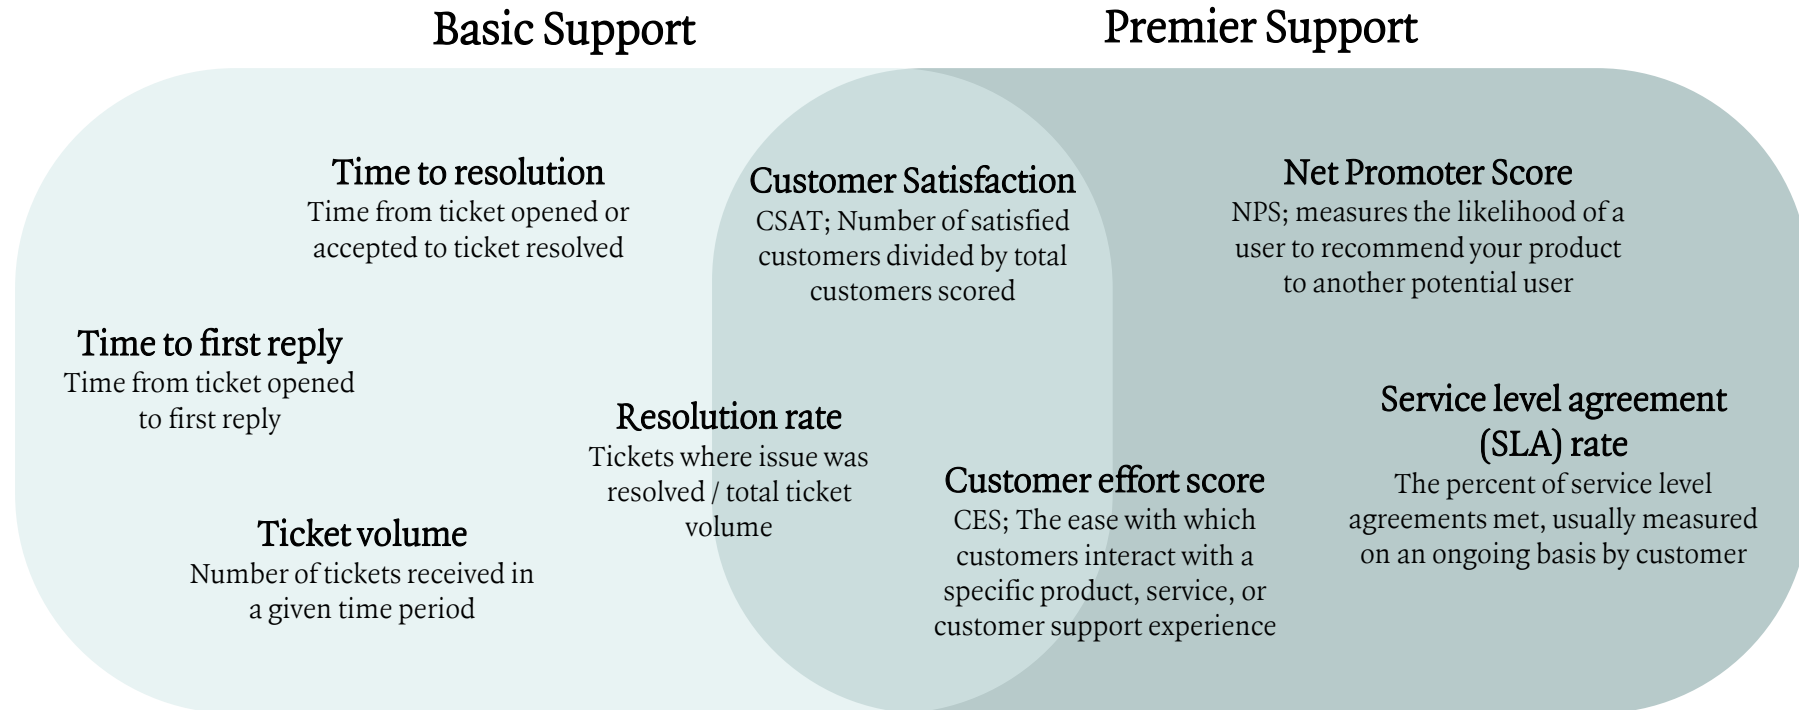 Basic Support
Premier Support
Time to resolution
Time from ticket opened or
accepted to ticket resolved
Customer Satisfaction
CSAT; Number of satisfied
customers divided by total
customers scored
Net Promoter Score
NPS; measures the likelihood of a
user to recommend your product
to another potential user
Time to first reply
Time from ticket opened
to first reply
Resolution rate
Tickets where issue was
resolved / total ticket
volume
Service level agreement
(SLA) rate
The percent of service level
agreements met, usually measured
on an ongoing basis by customer
Customer effort score
CES; The ease with which
customers interact with a
specific product, service, or
customer support experience
Ticket volume
Number of tickets received in
a given time period